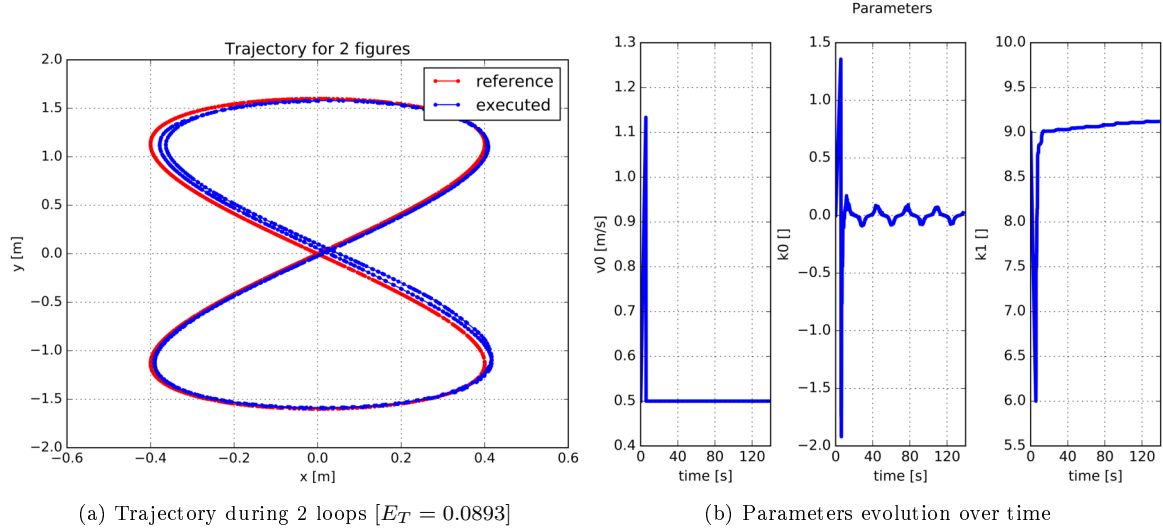 Trajectory for 2 figures
reference
executed
2.0
1.5
1.0
0.5
0.0
−0.5
−1.0
−1.5
−2.0
y [m]
−0.6
−0.4
−0.2
0.0
0.2
0.4
0.6
x [m]
(a) Trajectory during 2 loops [E_T = 0.0893]
Parameters
1.3
1.2
1.1
1.0
0.9
0.8
0.7
0.6
0.5
0.4
v0 [m/s]
0 40 80 120
time [s]
1.5
1.0
0.5
0.0
−0.5
−1.0
−1.5
−2.0
k0 []
0 40 80 120
time [s]
10.0
9.5
9.0
8.5
8.0
7.5
7.0
6.5
6.0
5.5
k1 []
0 40 80 120
time [s]
(b) Parameters evolution over time